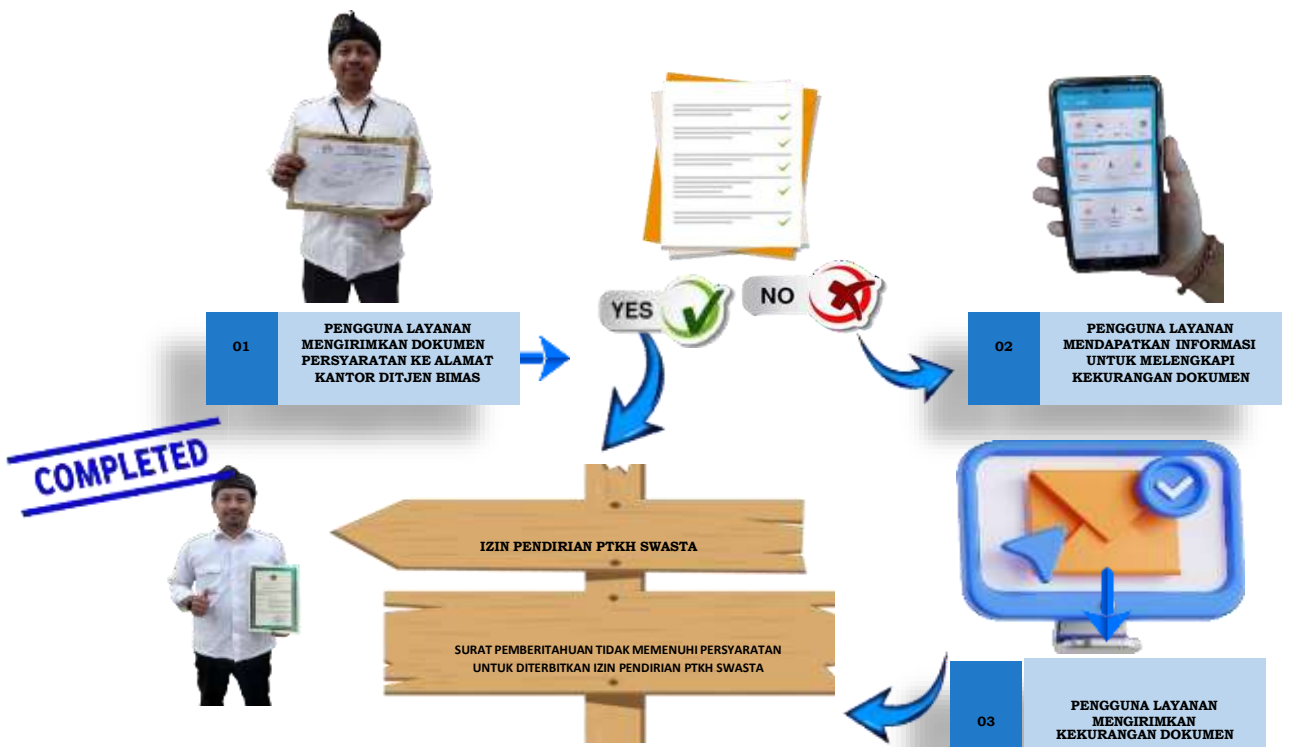 YES
NO
01
PENGGUNA LAYANAN
MENGIRIMKAN DOKUMEN
PERSYARATAN KE ALAMAT
KANTOR DITJEN BIMAS
02
PENGGUNA LAYANAN
MENDAPATKAN INFORMASI
UNTUK MELENGKAPI
KEKURANGAN DOKUMEN
COMPLETED
IZIN PENDIRIAN PTKH SWASTA
SURAT PEMBERITAHUAN TIDAK MEMENUHI PERSYARATAN
UNTUK DITERBITKAN IZIN PENDIRIAN PTKH SWASTA
03
PENGGUNA LAYANAN
MENGIRIMKAN
KEKURANGAN DOKUMEN